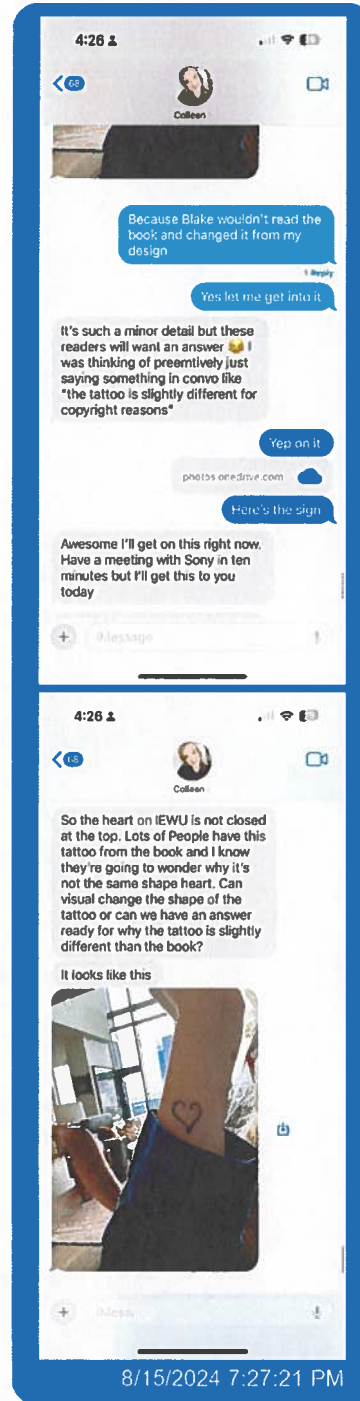 4:26
68
Colleen
Because Blake wouldn't read the
book and changed it from my
design
1 Reply
Yes let me get into it
It's such a minor detail but these
readers will want an answer 😂 I
was thinking of preemtively just
saying something in convo like
"the tattoo is slightly different for
copyright reasons"
Yep on it
photos.onedrive.com
Here's the sign
Awesome I'll get on this right now.
Have a meeting with Sony in ten
minutes but I'll get this to you
today
iMessage
4:26
68
Colleen
So the heart on IEWU is not closed
at the top. Lots of People have this
tattoo from the book and I know
they're going to wonder why it's
not the same shape heart. Can
visual change the shape of the
tattoo or can we have an answer
ready for why the tattoo is slightly
different than the book?
It looks like this
iMessage
8/15/2024 7:27:21 PM